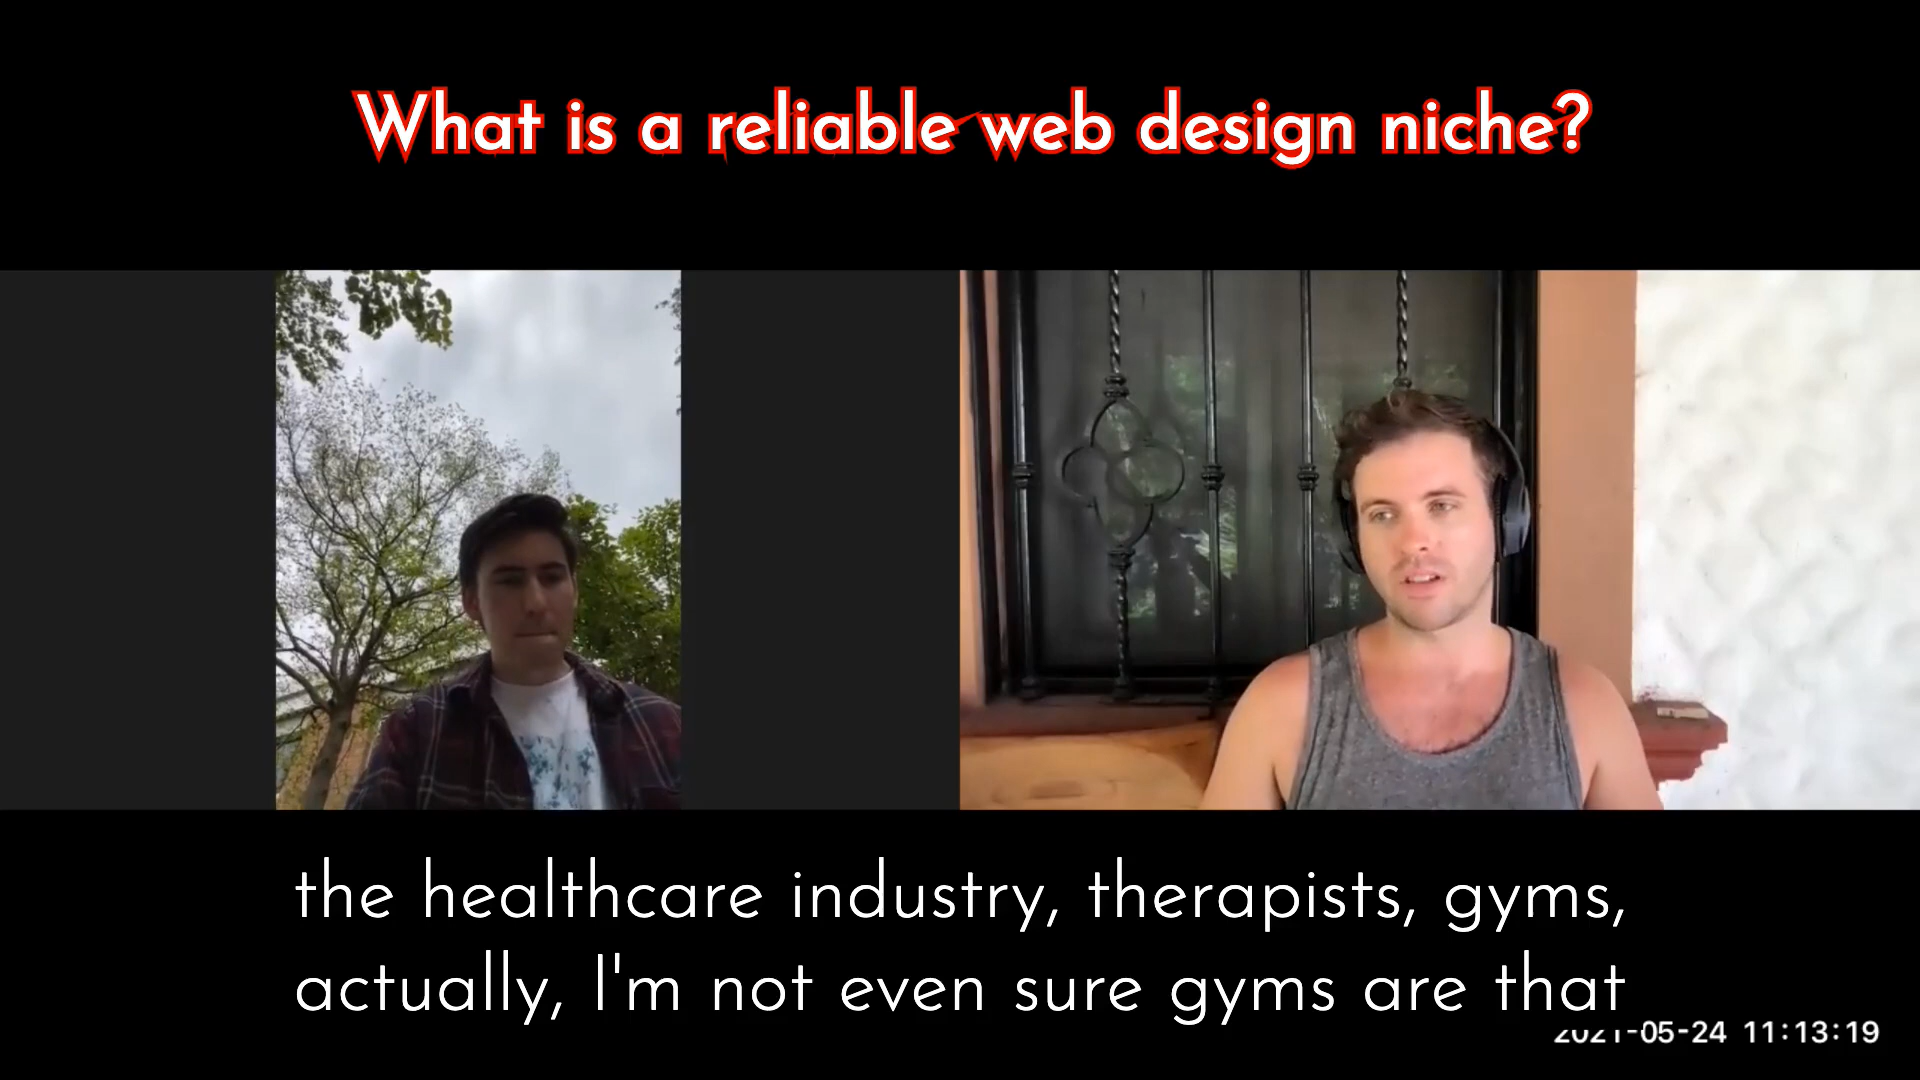 What is a reliable web design niche?
the healthcare industry, therapists, gyms,
actually, I'm not even sure gyms are that
2021-05-24 11:13:19